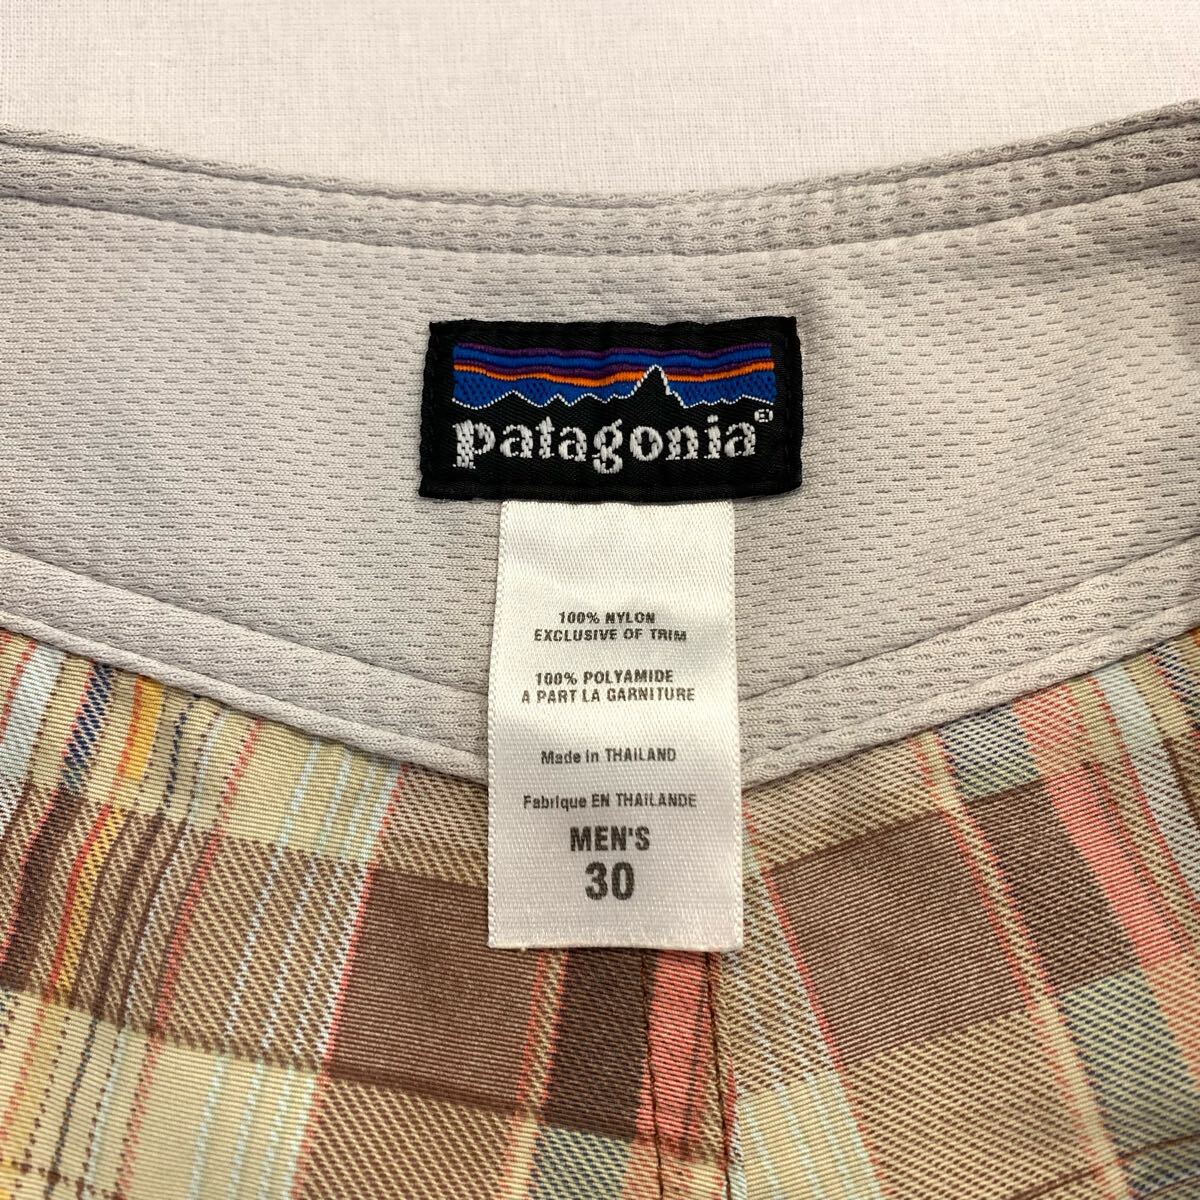 patagonia®
100% NYLON
EXCLUSIVE OF TRIM
100% POLYAMIDE
A PART LA GARNITURE
Made in THAILAND
Fabrique EN THAILANDE
MEN'S
30